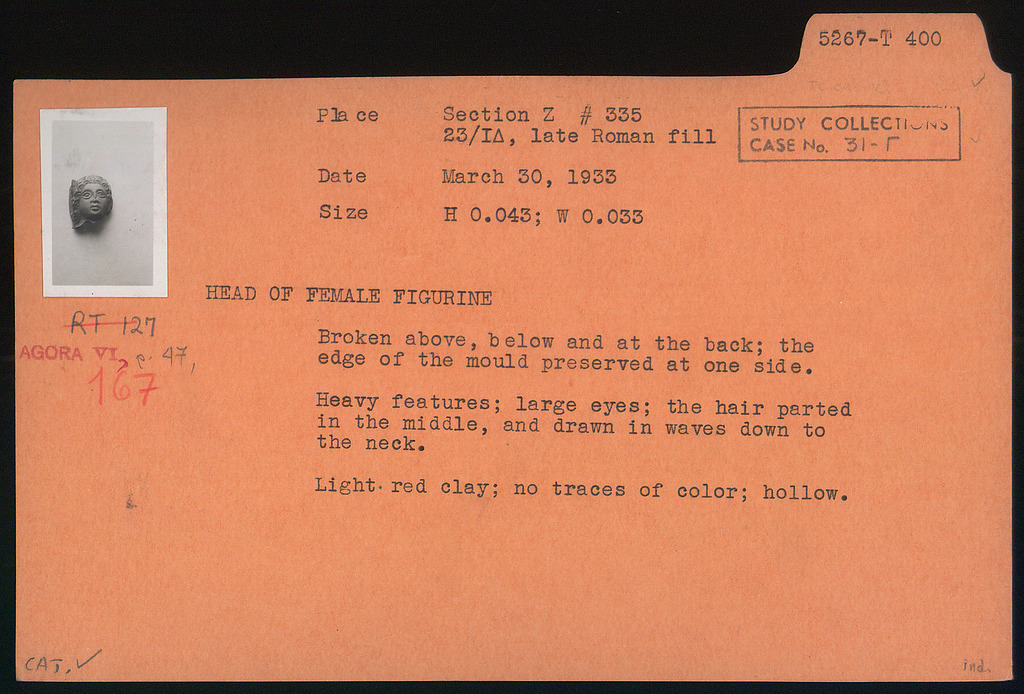 5267-T 400
Place Section Z # 335
23/ΙΔ, late Roman fill
STUDY COLLECTIONS
CASE No. 31-Γ
Date March 30, 1933
Size H 0.043; W 0.033
HEAD OF FEMALE FIGURINE
RT 127
AGORA VI, p. 47,
167
Broken above, below and at the back; the
edge of the mould preserved at one side.
Heavy features; large eyes; the hair parted
in the middle, and drawn in waves down to
the neck.
Light red clay; no traces of color; hollow.
CAT. ✓
ind.